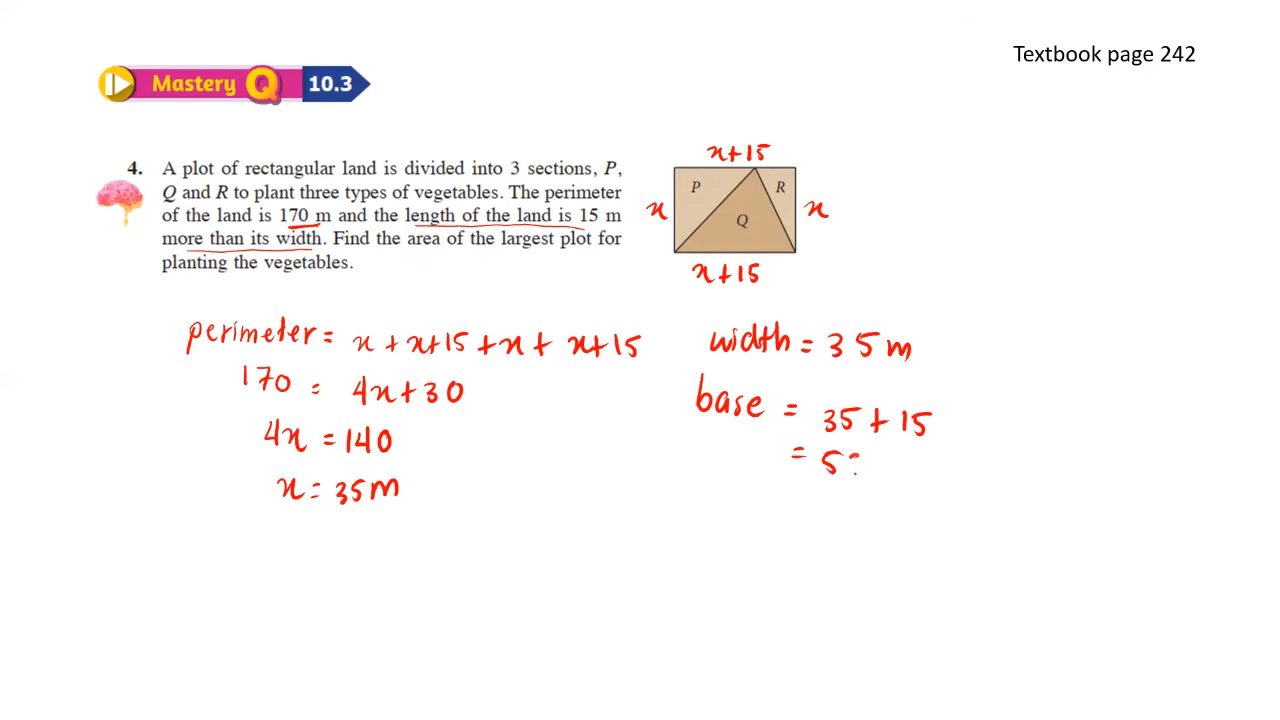 Textbook page 242
Mastery Q 10.3
4. A plot of rectangular land is divided into 3 sections, P,
Q and R to plant three types of vegetables. The perimeter
of the land is 170 m and the length of the land is 15 m
more than its width. Find the area of the largest plot for
planting the vegetables.
x+15
P
R
x
Q
x
x+15
perimeter = x + x+15 + x + x+15
170 = 4x+30
4x = 140
x = 35m
width = 35m
base = 35 + 15
= 5